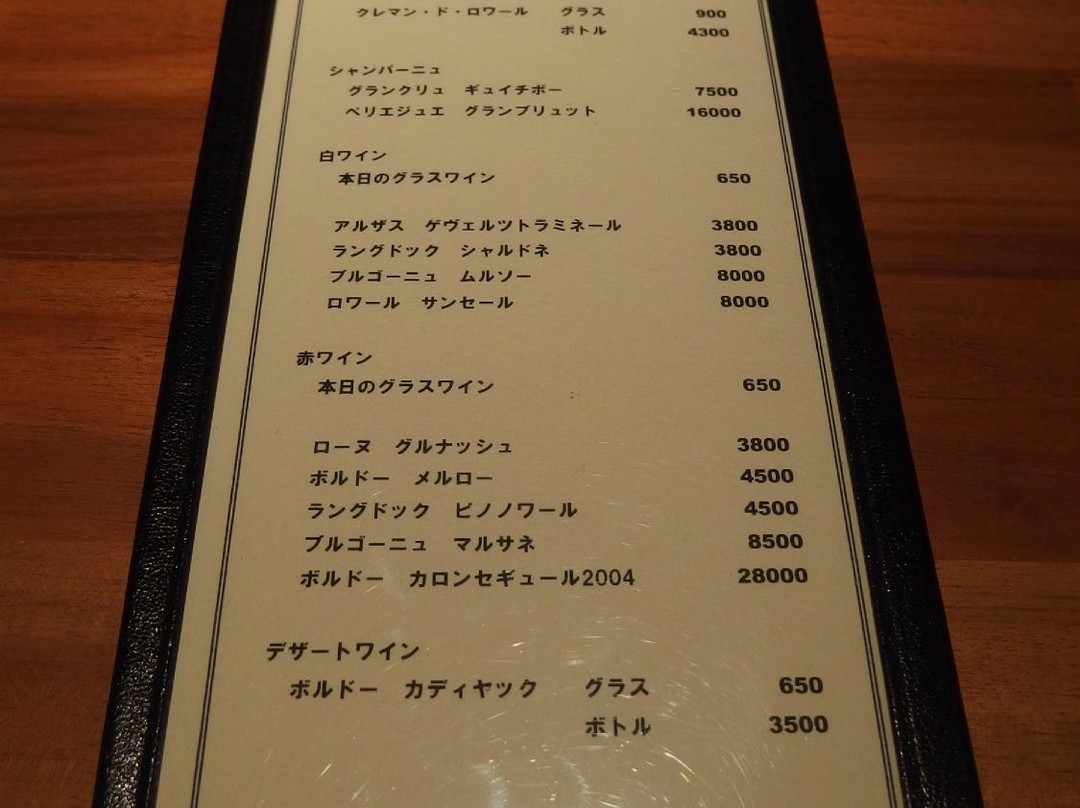 クレマン・ド・ロワール　グラス　900
ボトル　4300
シャンパーニュ
グランクリュ　ギュイチボー　7500
ペリエジュエ　グランブリュット　16000
白ワイン
本日のグラスワイン　650
アルザス　ゲヴェルツトラミネール　3800
ラングドック　シャルドネ　3800
ブルゴーニュ　ムルソー　8000
ロワール　サンセール　8000
赤ワイン
本日のグラスワイン　650
ローヌ　グルナッシュ　3800
ボルドー　メルロー　4500
ラングドック　ピノノワール　4500
ブルゴーニュ　マルサネ　8500
ボルドー　カロンセギュール2004　28000
デザートワイン
ボルドー　カディヤック　グラス　650
ボトル　3500